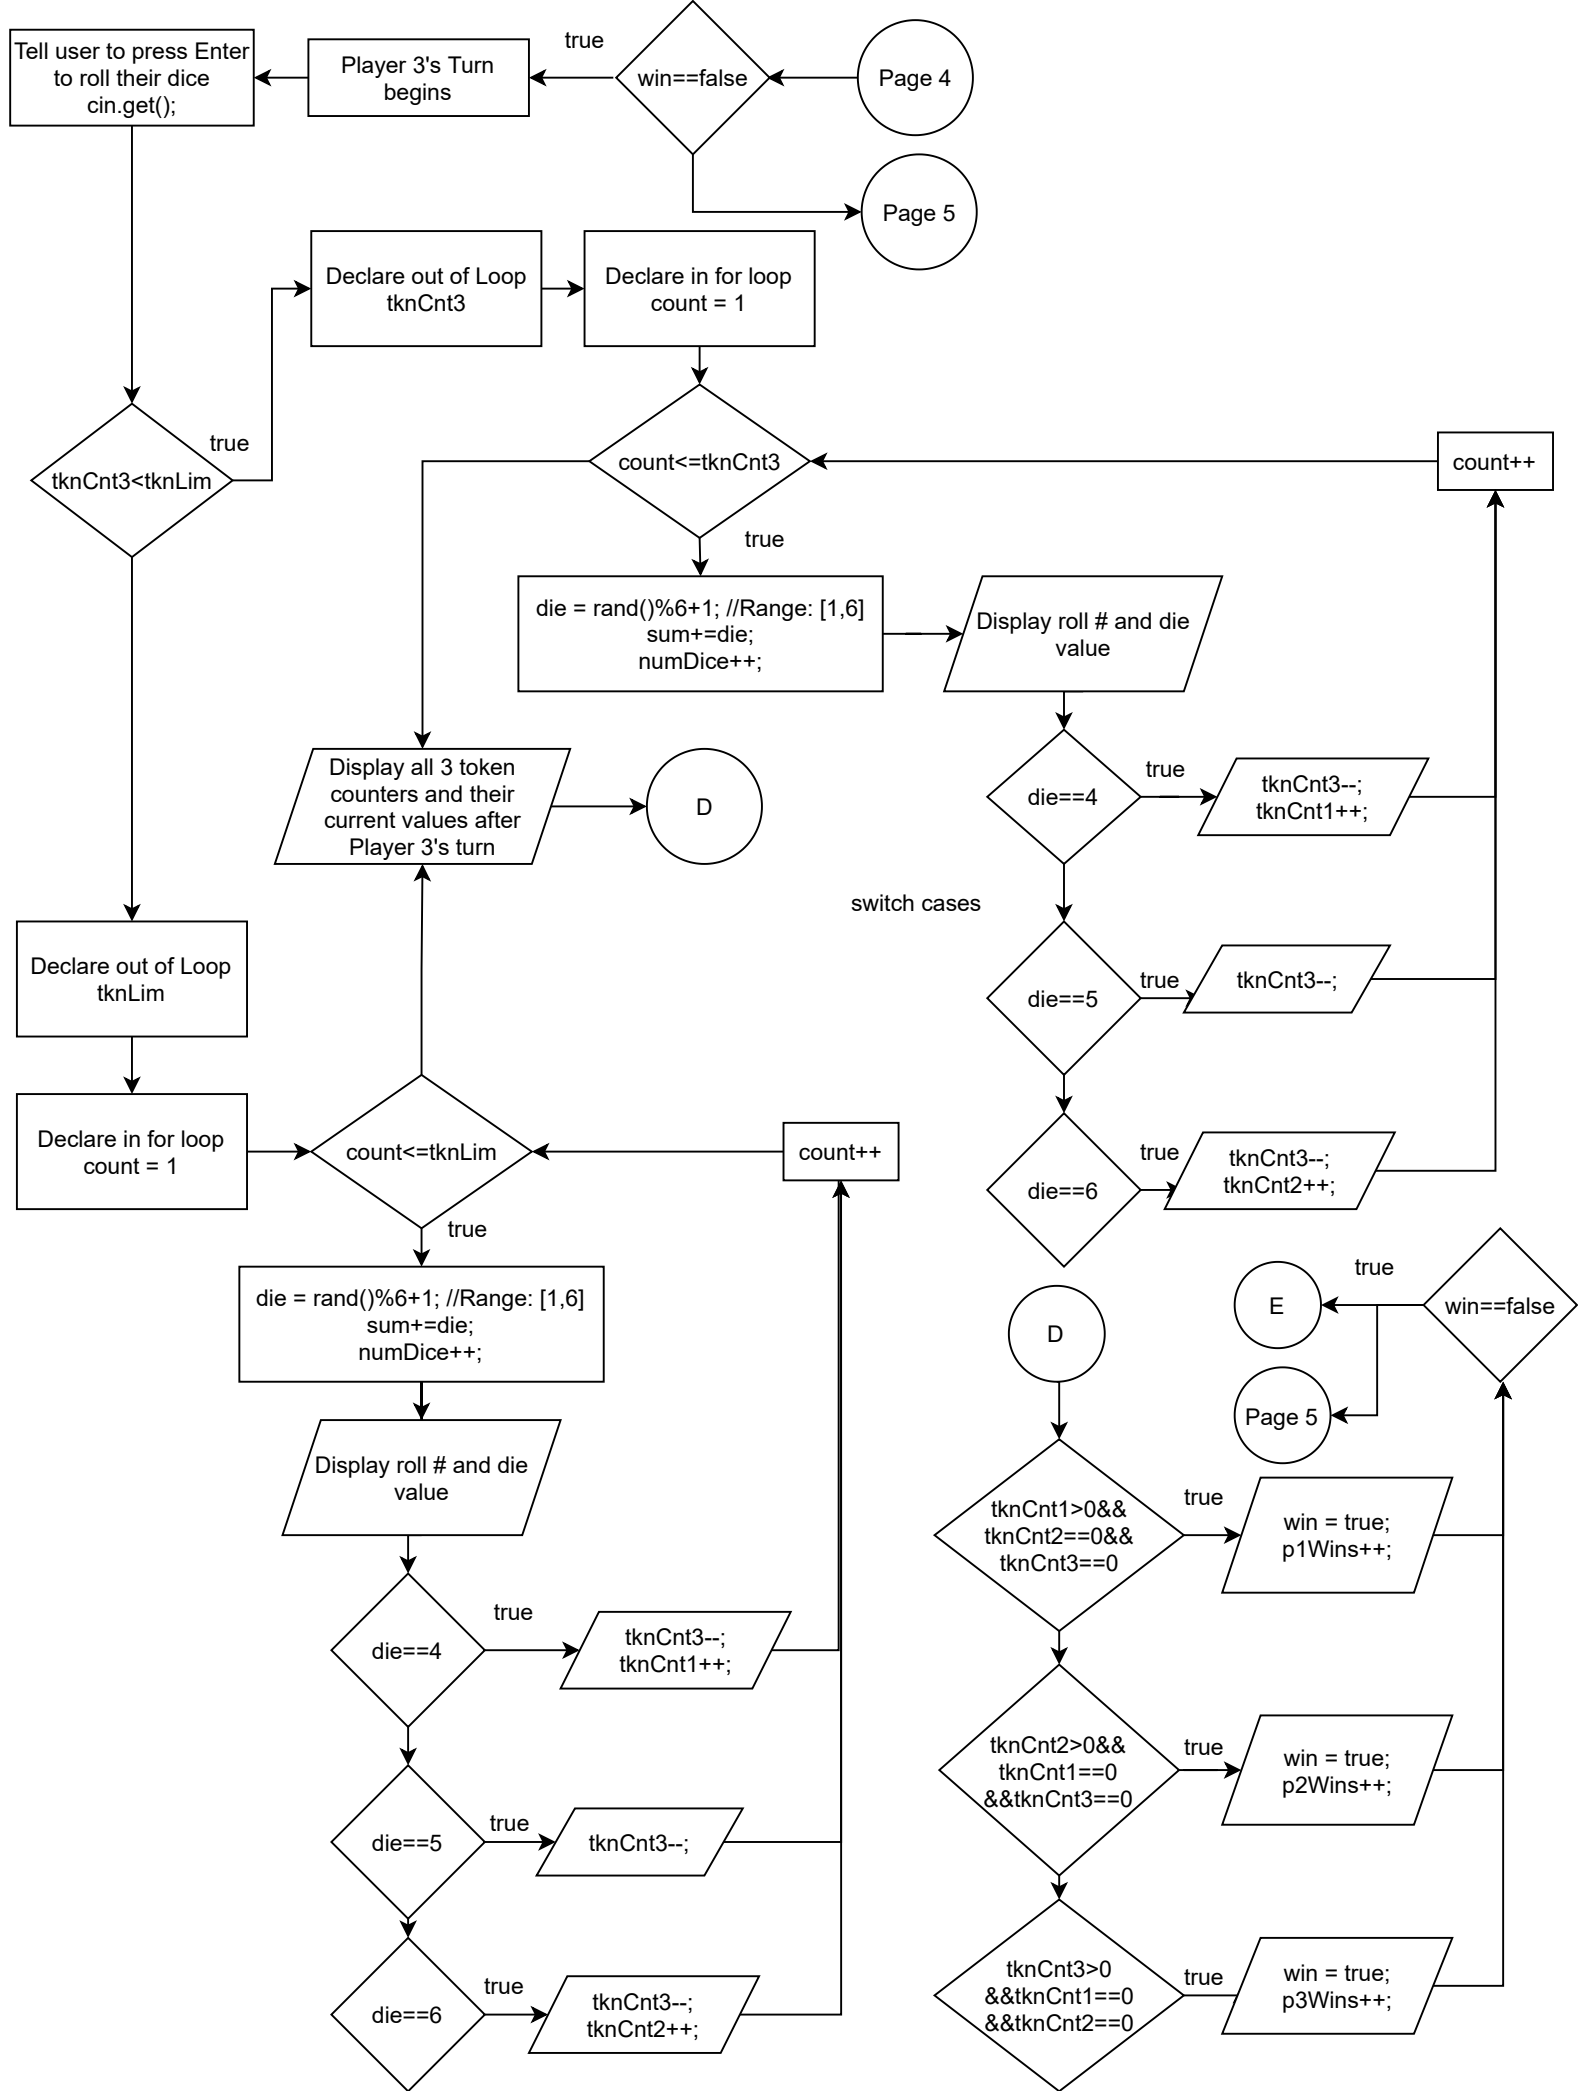 Tell user to press Enter
to roll their dice
cin.get();
Player 3's Turn
begins
true
win==false
Page 4
Page 5
Declare out of Loop
tknCnt3
Declare in for loop
count = 1
tknCnt3<tknLim
true
count<=tknCnt3
count++
true
die = rand()%6+1; //Range: [1,6]
sum+=die;
numDice++;
Display roll # and die
value
Display all 3 token
counters and their
current values after
Player 3's turn
D
die==4
true
tknCnt3--;
tknCnt1++;
switch cases
die==5
true
tknCnt3--;
die==6
true
tknCnt3--;
tknCnt2++;
Declare out of Loop
tknLim
Declare in for loop
count = 1
count<=tknLim
count++
true
die = rand()%6+1; //Range: [1,6]
sum+=die;
numDice++;
Display roll # and die
value
die==4
true
tknCnt3--;
tknCnt1++;
die==5
true
tknCnt3--;
die==6
true
tknCnt3--;
tknCnt2++;
D
E
true
win==false
Page 5
tknCnt1>0&&
tknCnt2==0&&
tknCnt3==0
true
win = true;
p1Wins++;
tknCnt2>0&&
tknCnt1==0
&&tknCnt3==0
true
win = true;
p2Wins++;
tknCnt3>0
&&tknCnt1==0
&&tknCnt2==0
true
win = true;
p3Wins++;